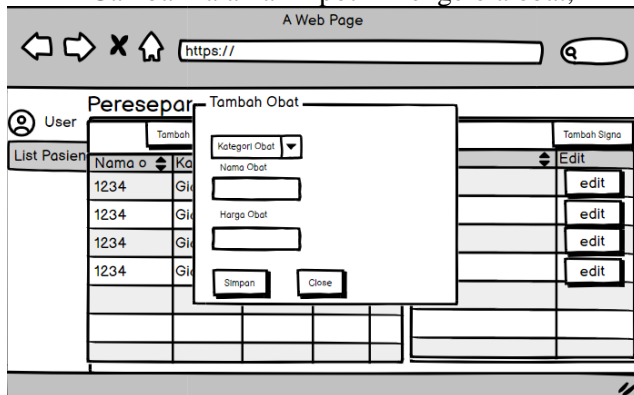 A Web Page
https://
Peresepan
Tambah Obat
User
Tambah
Tambah Signa
List Pasien
Kategori Obat
Nama o
Ka
Edit
Nama Obat
1234
Gi
edit
1234
Gi
edit
Harga Obat
1234
Gi
edit
1234
Gi
edit
Simpan
Close